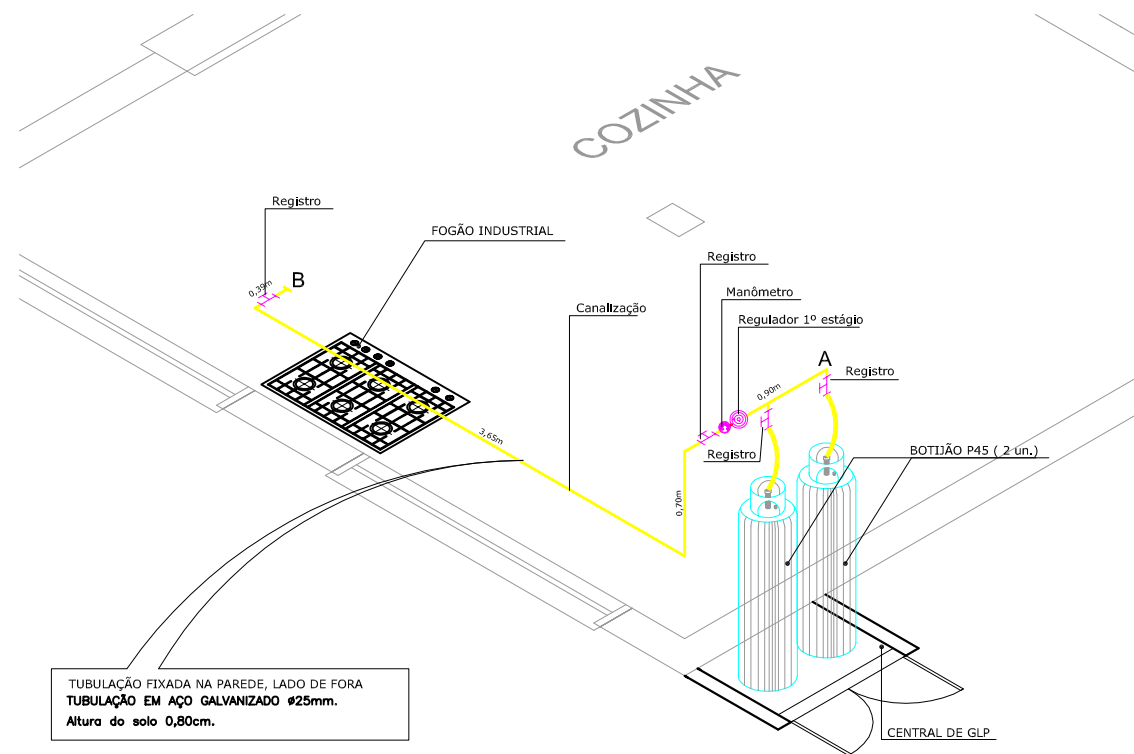 COZINHA
Registro
FOGÃO INDUSTRIAL
Registro
0,39m
B
Manômetro
Canalização
Regulador 1º estágio
A
Registro
0,90m
3,65m
Registro
BOTIJÃO P45 ( 2 un.)
0,70m
TUBULAÇÃO FIXADA NA PAREDE, LADO DE FORA
TUBULAÇÃO EM AÇO GALVANIZADO ø25mm.
Altura do solo 0,80cm.
CENTRAL DE GLP